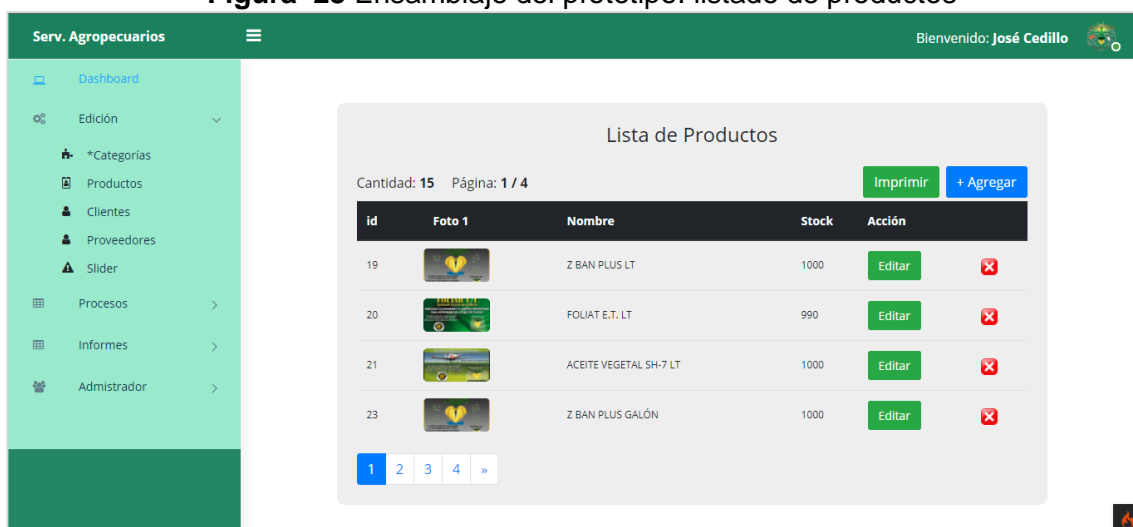 Figura 28 Ensamblaje del prototipo: listado de productos
Serv. Agropecuarios
Bienvenido: José Cedillo
Dashboard
Edición
*Categorías
Productos
Clientes
Proveedores
Slider
Procesos
Informes
Admistrador
Lista de Productos
Cantidad: 15 Página: 1 / 4
Imprimir + Agregar
id Foto 1 Nombre Stock Acción
19 Z BAN PLUS LT 1000 Editar
20 FOLIAT E.T. LT 990 Editar
21 ACEITE VEGETAL SH-7 LT 1000 Editar
23 Z BAN PLUS GALÓN 1000 Editar
1 2 3 4 »